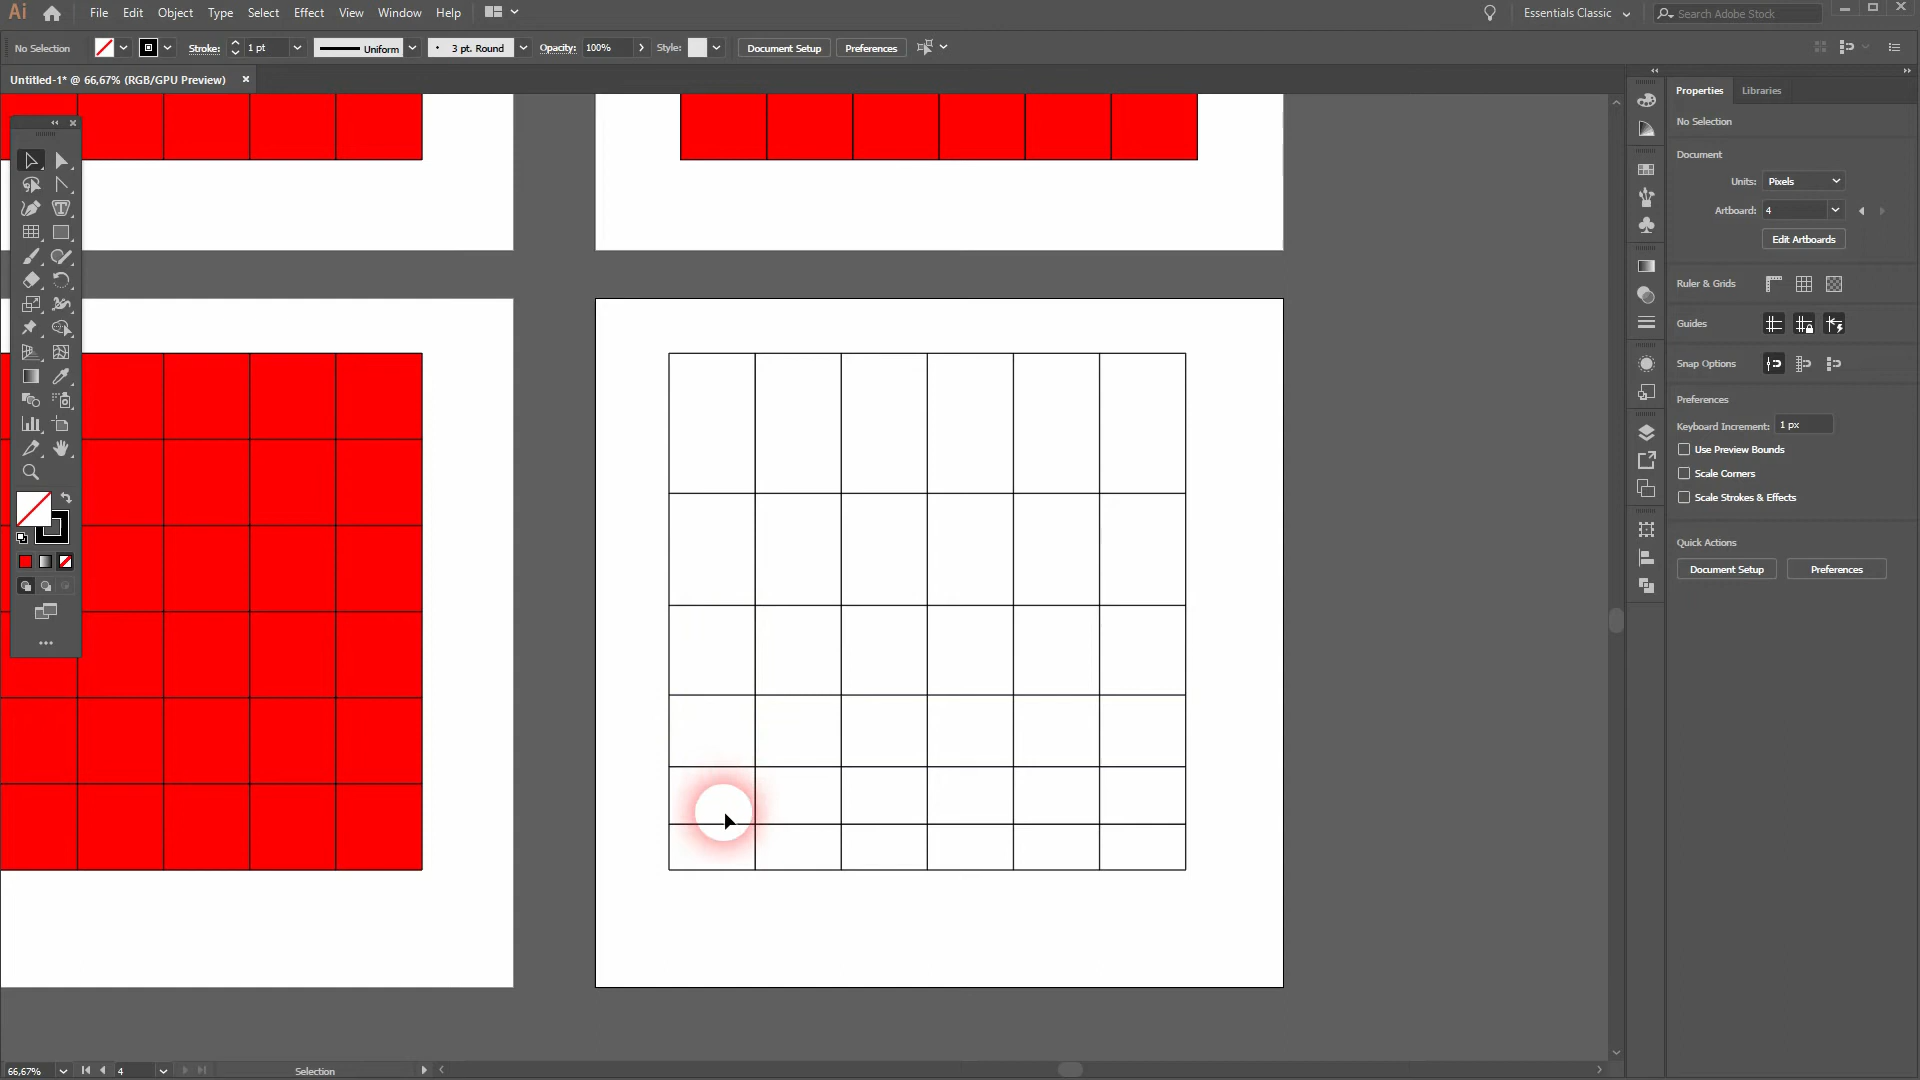 Ai File Edit Object Type Select Effect View Window Help Essentials Classic Search Adobe Stock
No Selection Stroke: 1 pt Uniform 3 pt. Round Opacity: 100% Style: Document Setup Preferences
Untitled-1* @ 66,67% (RGB/GPU Preview)
Properties Libraries
No Selection
Document
Units: Pixels
Artboard: 4
Edit Artboards
Ruler & Grids
Guides
Snap Options
Preferences
Keyboard Increment: 1 px
Use Preview Bounds
Scale Corners
Scale Strokes & Effects
Quick Actions
Document Setup Preferences
66,67% 4 Selection